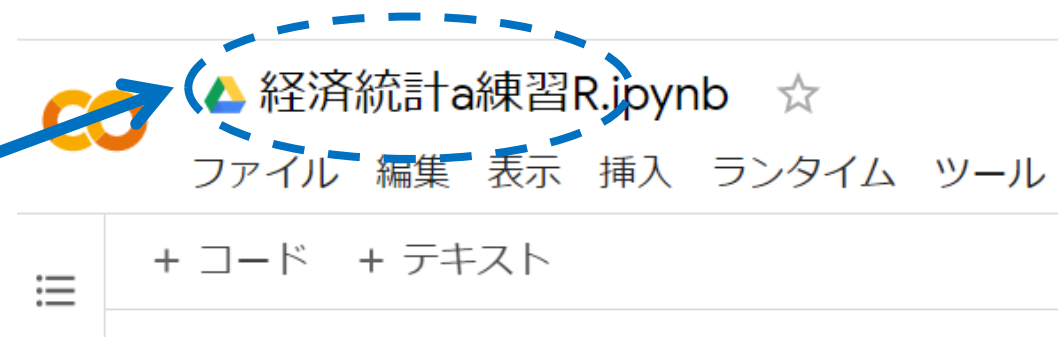 経済統計a練習R.ipynb
ファイル 編集 表示 挿入 ランタイム ツール
+ コード + テキスト